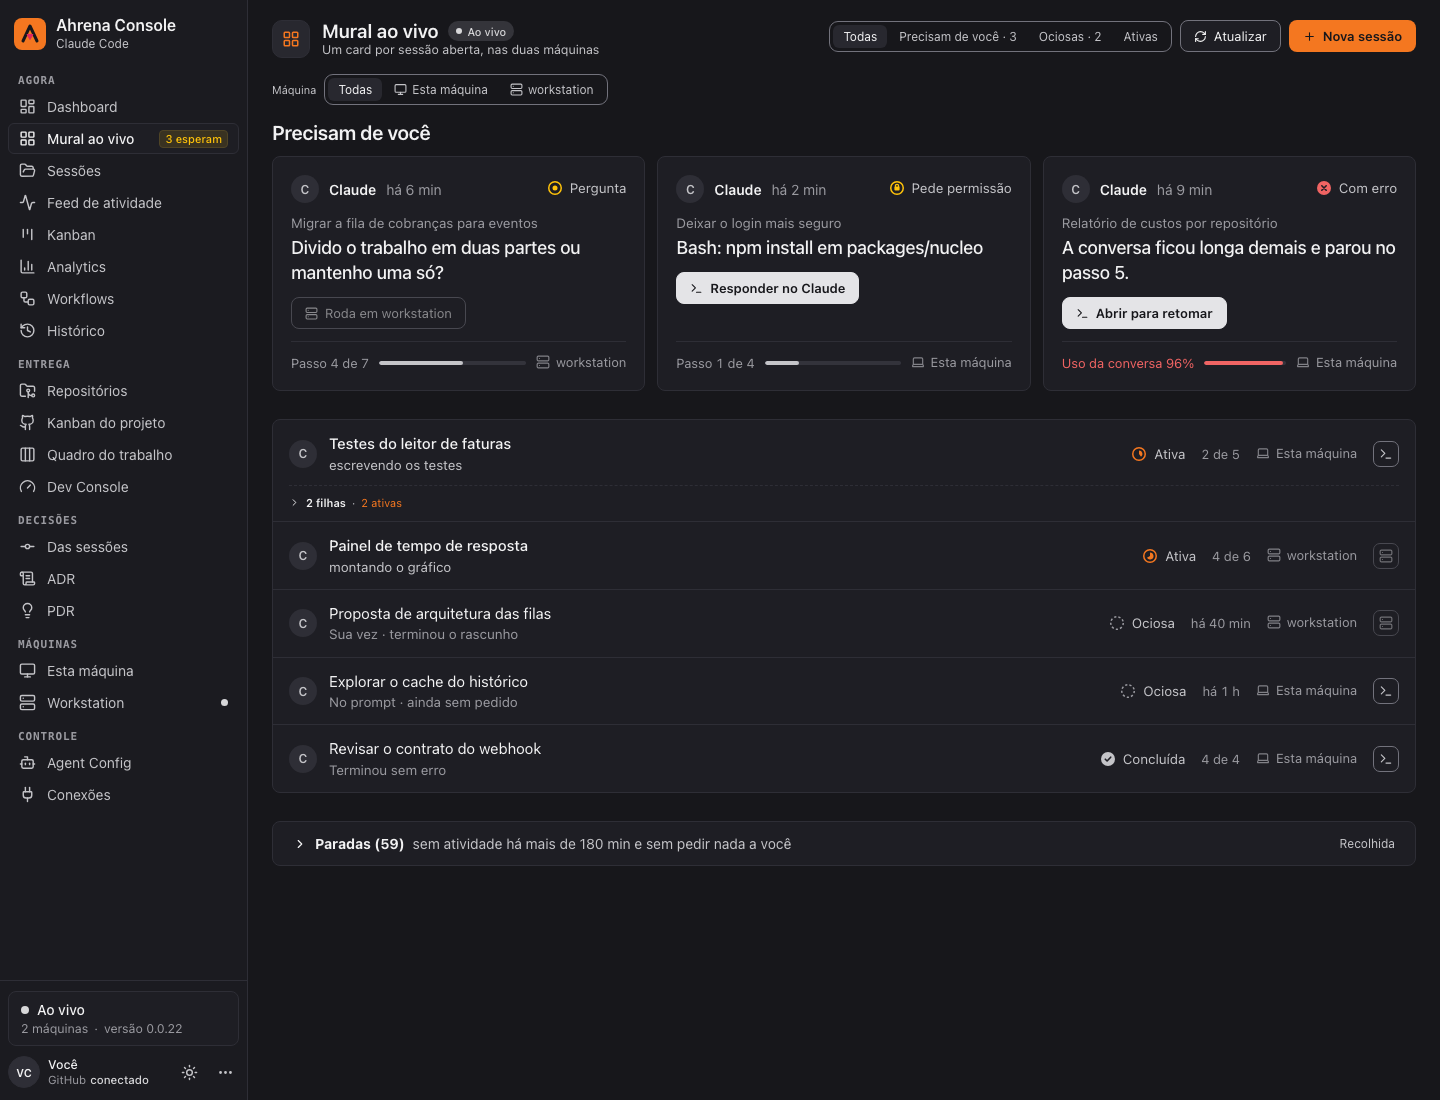 Ahrena Console
Claude Code
AGORA
Dashboard
Mural ao vivo
3 esperam
Sessões
Feed de atividade
Kanban
Analytics
Workflows
Histórico
ENTREGA
Repositórios
Kanban do projeto
Quadro do trabalho
Dev Console
DECISÕES
Das sessões
ADR
PDR
MÁQUINAS
Esta máquina
Workstation
CONTROLE
Agent Config
Conexões
Ao vivo
2 máquinas · versão 0.0.22
VC
Você
GitHub conectado
Mural ao vivo
Ao vivo
Um card por sessão aberta, nas duas máquinas
Todas
Precisam de você · 3
Ociosas · 2
Ativas
Atualizar
Nova sessão
Máquina
Todas
Esta máquina
workstation
Precisam de você
C
Claude há 6 min
Pergunta
Migrar a fila de cobranças para eventos
Divido o trabalho em duas partes ou
mantenho uma só?
Roda em workstation
Passo 4 de 7
workstation
C
Claude há 2 min
Pede permissão
Deixar o login mais seguro
Bash: npm install em packages/nucleo
Responder no Claude
Passo 1 de 4
Esta máquina
C
Claude há 9 min
Com erro
Relatório de custos por repositório
A conversa ficou longa demais e parou no
passo 5.
Abrir para retomar
Uso da conversa 96%
Esta máquina
C
Testes do leitor de faturas
escrevendo os testes
Ativa
2 de 5
Esta máquina
2 filhas · 2 ativas
C
Painel de tempo de resposta
montando o gráfico
Ativa
4 de 6
workstation
C
Proposta de arquitetura das filas
Sua vez · terminou o rascunho
Ociosa
há 40 min
workstation
C
Explorar o cache do histórico
No prompt · ainda sem pedido
Ociosa
há 1 h
Esta máquina
C
Revisar o contrato do webhook
Terminou sem erro
Concluída
4 de 4
Esta máquina
Paradas (59) sem atividade há mais de 180 min e sem pedir nada a você
Recolhida